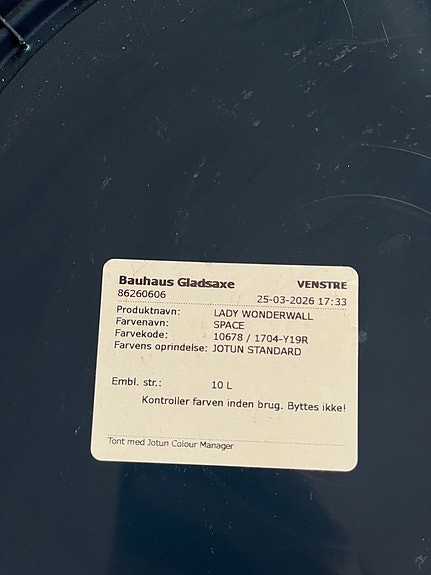 Bauhaus Gladsaxe VENSTRE
86260606 25-03-2026 17:33
Produktnavn: LADY WONDERWALL
Farvenavn: SPACE
Farvekode: 10678 / 1704-Y19R
Farvens oprindelse: JOTUN STANDARD
Embl. str.: 10 L
Kontroller farven inden brug. Byttes ikke!
Tont med Jotun Colour Manager